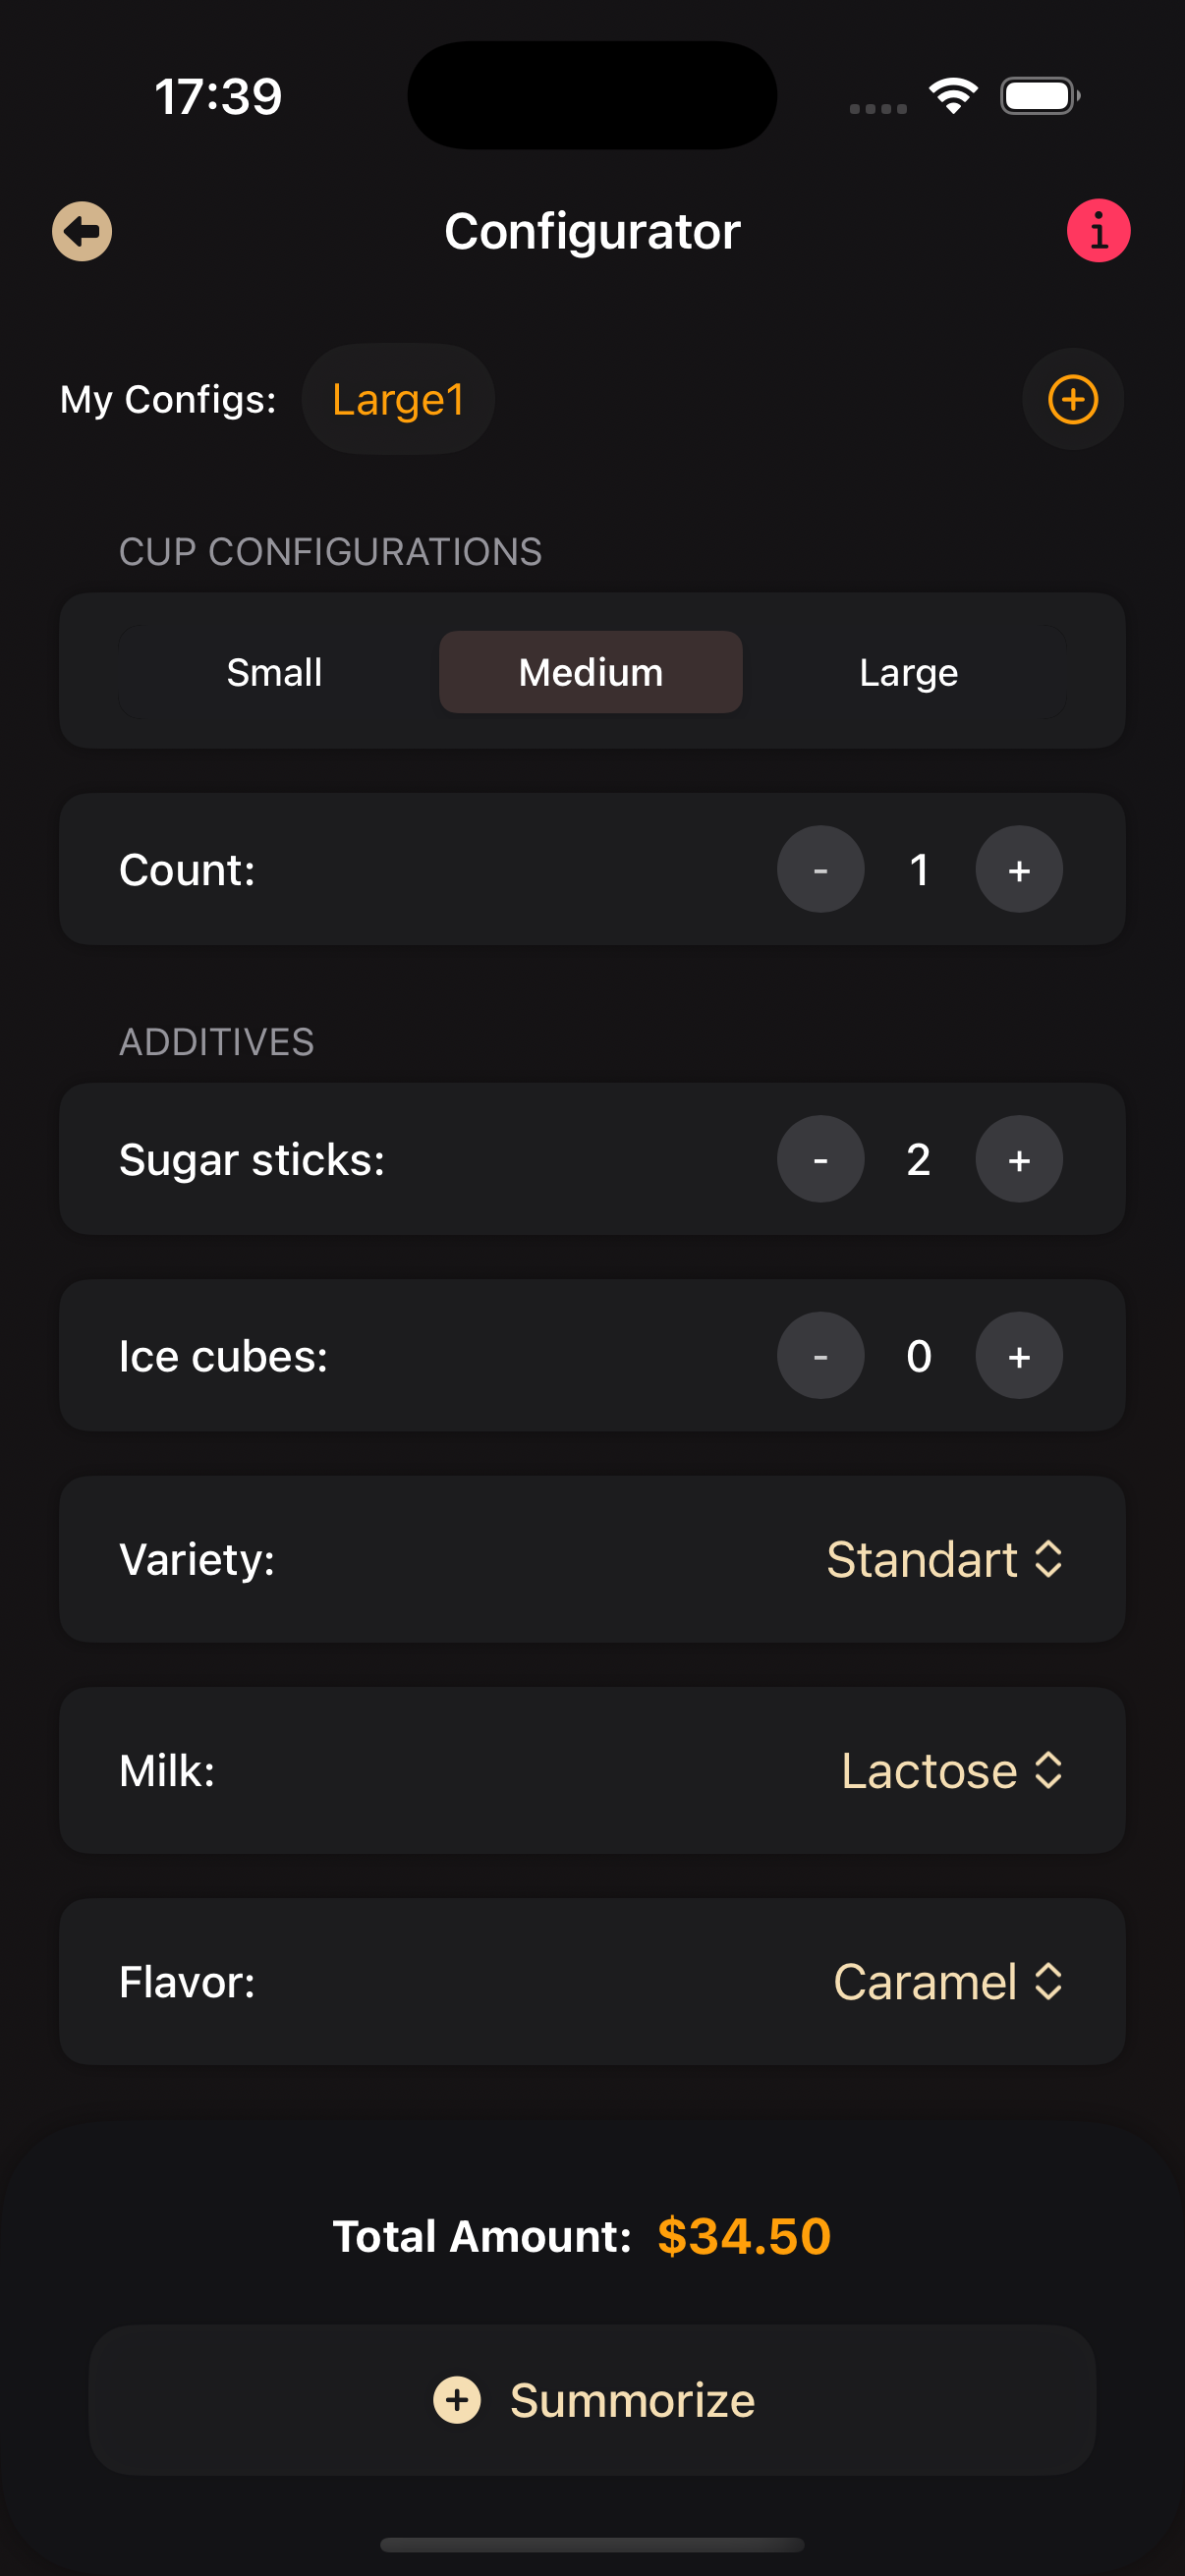 17:39
Configurator
My Configs: Large1
CUP CONFIGURATIONS
Small Medium Large
Count: - 1 +
ADDITIVES
Sugar sticks: - 2 +
Ice cubes: - 0 +
Variety: Standart
Milk: Lactose
Flavor: Caramel
Total Amount: $34.50
Summorize